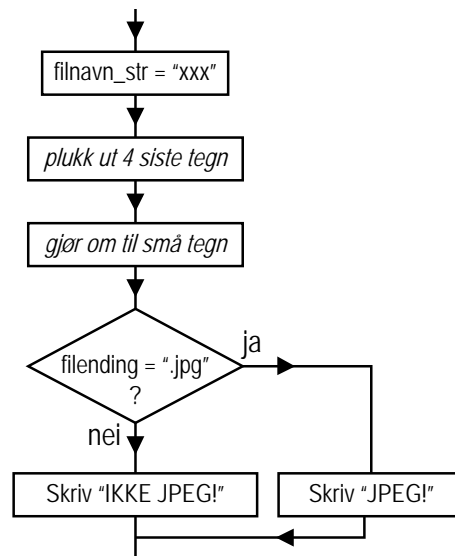 filnavn_str = “xxx”
plukk ut 4 siste tegn
gjør om til små tegn
filending = “.jpg”
?
ja
nei
Skriv “IKKE JPEG!”
Skriv “JPEG!”